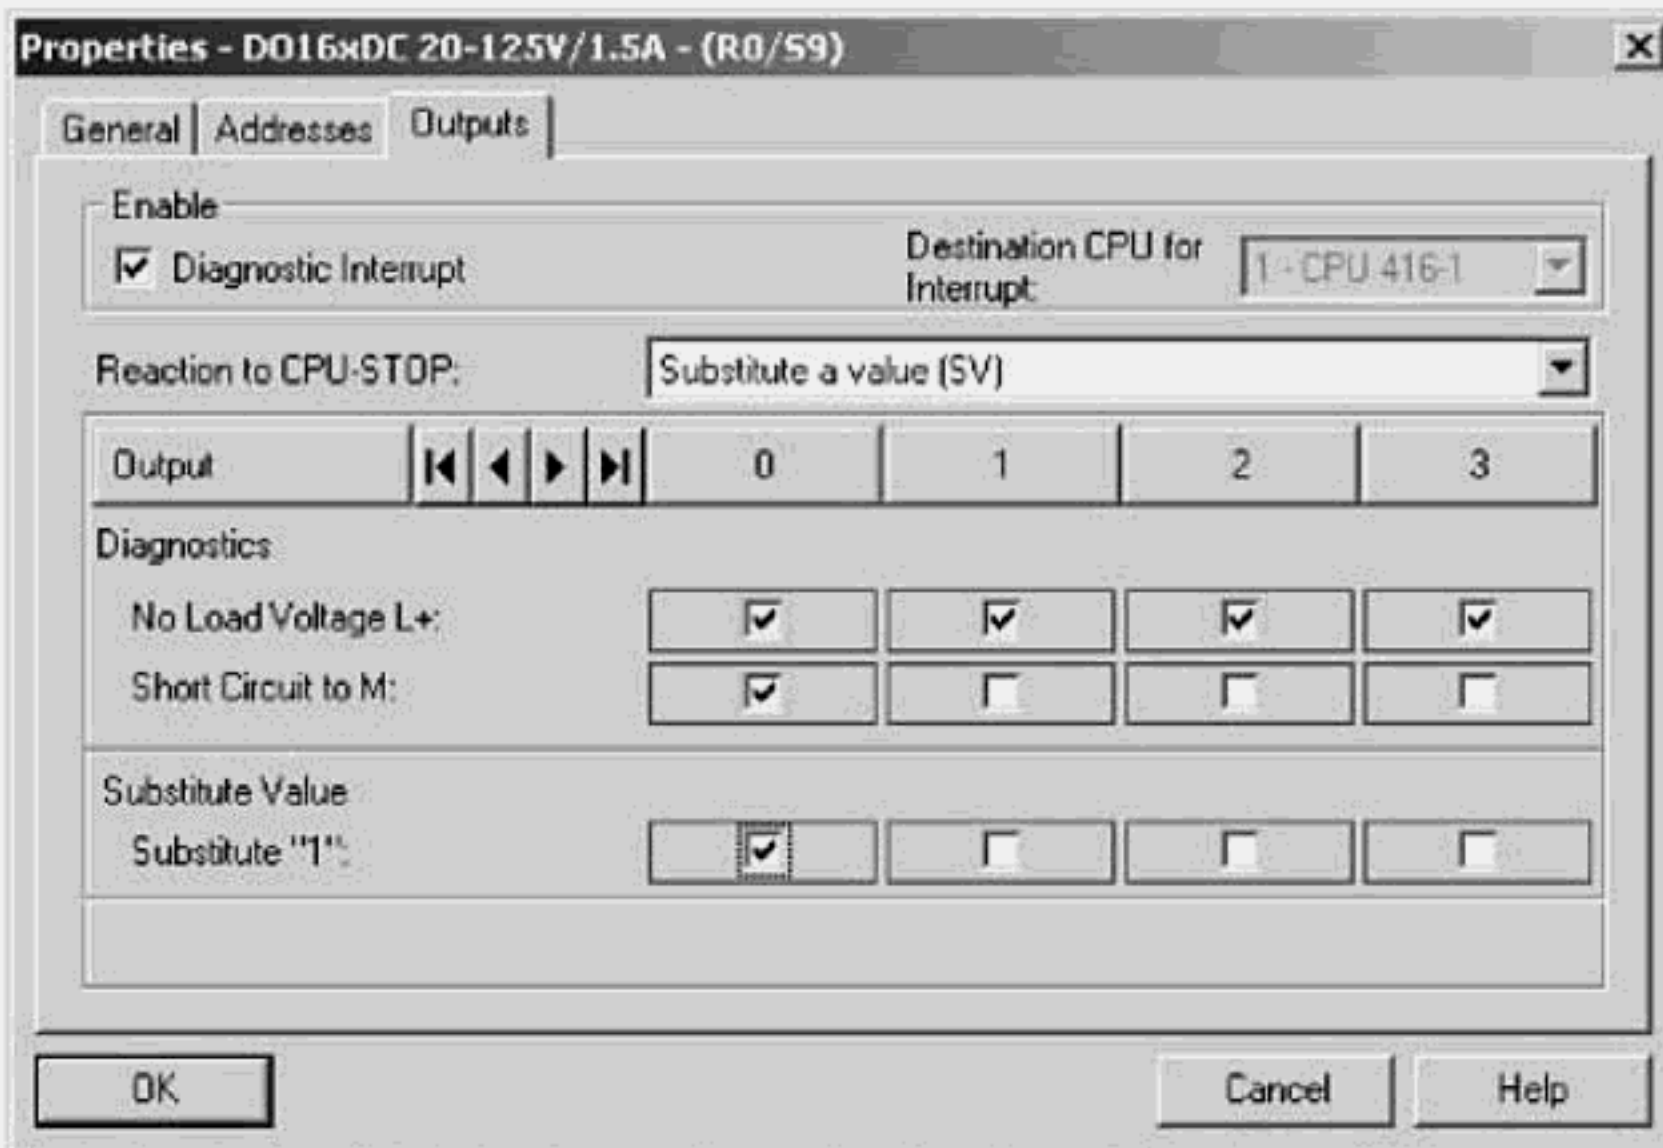 Properties - DO16xDC 20-125V/1.5A - (R0/S9)
General Addresses Outputs
Enable
Diagnostic Interrupt
Destination CPU for
Interrupt:
1 - CPU 416-1
Reaction to CPU-STOP:
Substitute a value (SV)
Output 0 1 2 3
Diagnostics
No Load Voltage L+:
Short Circuit to M:
Substitute Value
Substitute "1":
OK Cancel Help